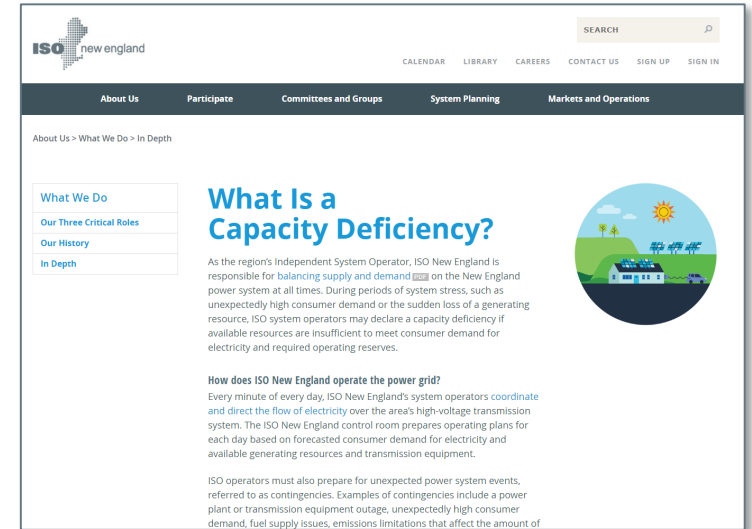 ISO new england
SEARCH
CALENDAR LIBRARY CAREERS CONTACT US SIGN UP SIGN IN
About Us Participate Committees and Groups System Planning Markets and Operations
About Us > What We Do > In Depth
What We Do
Our Three Critical Roles
Our History
In Depth
What Is a
Capacity Deficiency?
As the region's Independent System Operator, ISO New England is
responsible for balancing supply and demand PDF on the New England
power system at all times. During periods of system stress, such as
unexpectedly high consumer demand or the sudden loss of a generating
resource, ISO system operators may declare a capacity deficiency if
available resources are insufficient to meet consumer demand for
electricity and required operating reserves.
How does ISO New England operate the power grid?
Every minute of every day, ISO New England's system operators coordinate
and direct the flow of electricity over the area's high-voltage transmission
system. The ISO New England control room prepares operating plans for
each day based on forecasted consumer demand for electricity and
available generating resources and transmission equipment.
ISO operators must also prepare for unexpected power system events,
referred to as contingencies. Examples of contingencies include a power
plant or transmission equipment outage, unexpectedly high consumer
demand, fuel supply issues, emissions limitations that affect the amount of